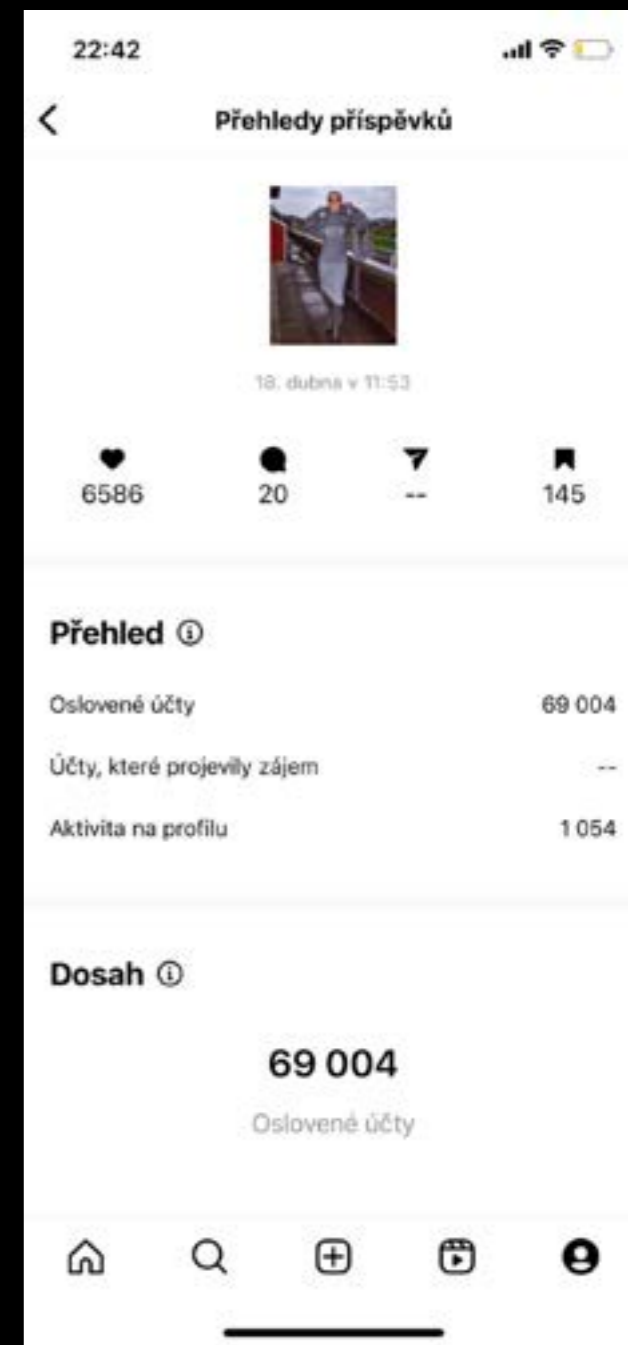 22:42
Přehledy příspěvků
18. dubna v 11:53
6586 20 -- 145
Přehled
Oslovené účty 69 004
Účty, které projevily zájem --
Aktivita na profilu 1 054
Dosah
69 004
Oslovené účty